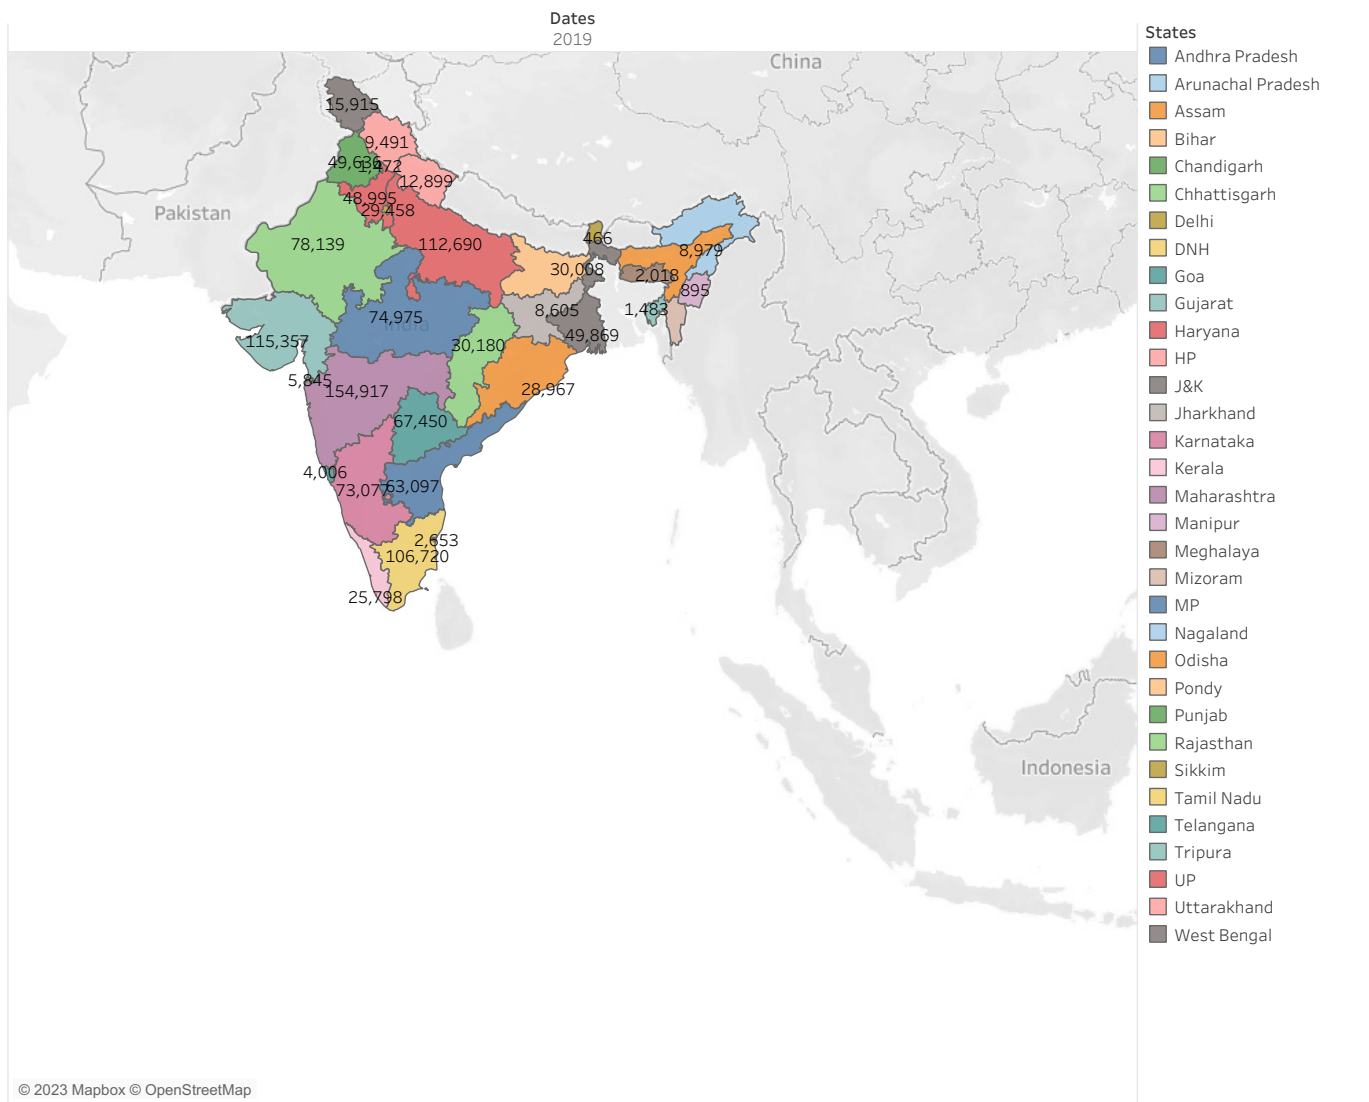 Dates
2019
China
Pakistan
India
Indonesia
15,915
9,491
49,636
1,472
12,899
48,995
29,458
78,139
112,690
466
8,979
30,008
2,018
895
8,605
1,483
74,975
49,869
115,357
30,180
5,845
154,917
28,967
67,450
4,006
73,077
63,097
2,653
106,720
25,798
States
Andhra Pradesh
Arunachal Pradesh
Assam
Bihar
Chandigarh
Chhattisgarh
Delhi
DNH
Goa
Gujarat
Haryana
HP
J&K
Jharkhand
Karnataka
Kerala
Maharashtra
Manipur
Meghalaya
Mizoram
MP
Nagaland
Odisha
Pondy
Punjab
Rajasthan
Sikkim
Tamil Nadu
Telangana
Tripura
UP
Uttarakhand
West Bengal
© 2023 Mapbox © OpenStreetMap